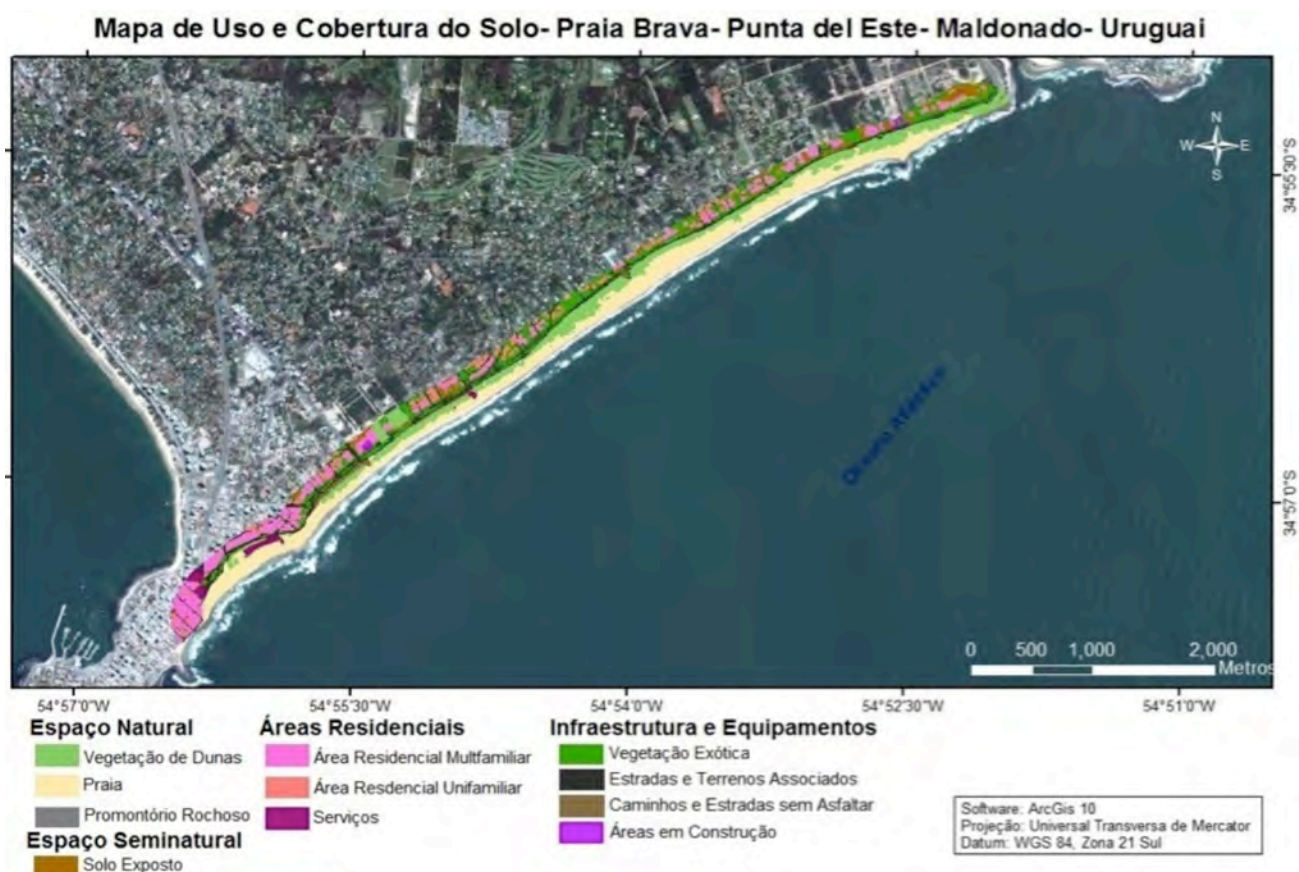 Mapa de Uso e Cobertura do Solo- Praia Brava- Punta del Este- Maldonado- Uruguai
N
W E
S
34°55'30"S
Oceano Atlântico
34°57'0"S
0 500 1,000 2,000
Metros
54°57'0"W 54°55'30"W 54°54'0"W 54°52'30"W 54°51'0"W
Espaço Natural
Vegetação de Dunas
Praia
Promontório Rochoso
Espaço Seminatural
Solo Exposto
Áreas Residenciais
Área Residencial Multfamiliar
Área Resdencial Unifamiliar
Serviços
Infraestrutura e Equipamentos
Vegetação Exótica
Estradas e Terrenos Associados
Caminhos e Estradas sem Asfaltar
Áreas em Construção
Software: ArcGis 10
Projeção: Universal Transversa de Mercator
Datum: WGS 84, Zona 21 Sul